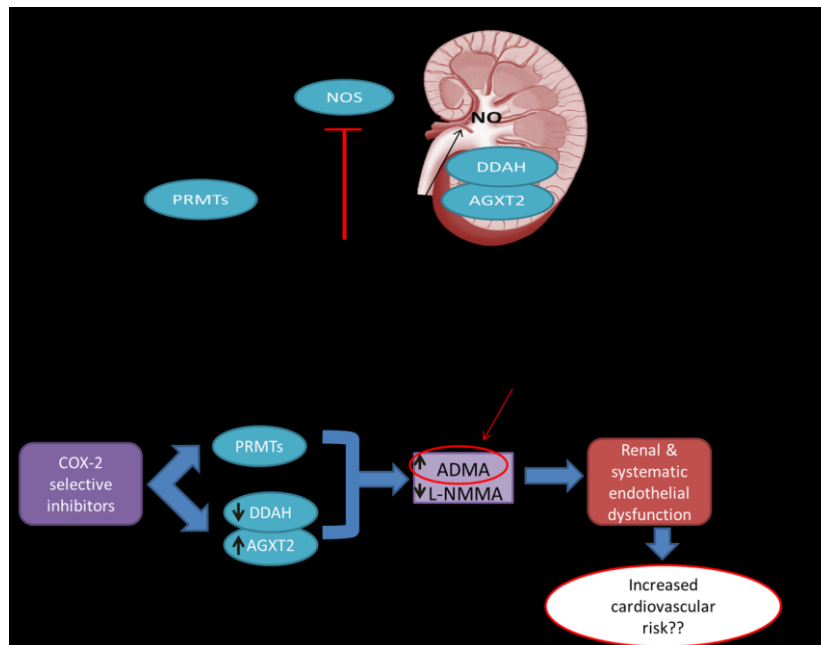 NOS
NO
DDAH
AGXT2
PRMTs
COX-2
selective
inhibitors
PRMTs
↓ DDAH
↑ AGXT2
↑ ADMA
↓ L-NMMA
Renal &
systematic
endothelial
dysfunction
Increased
cardiovascular
risk??